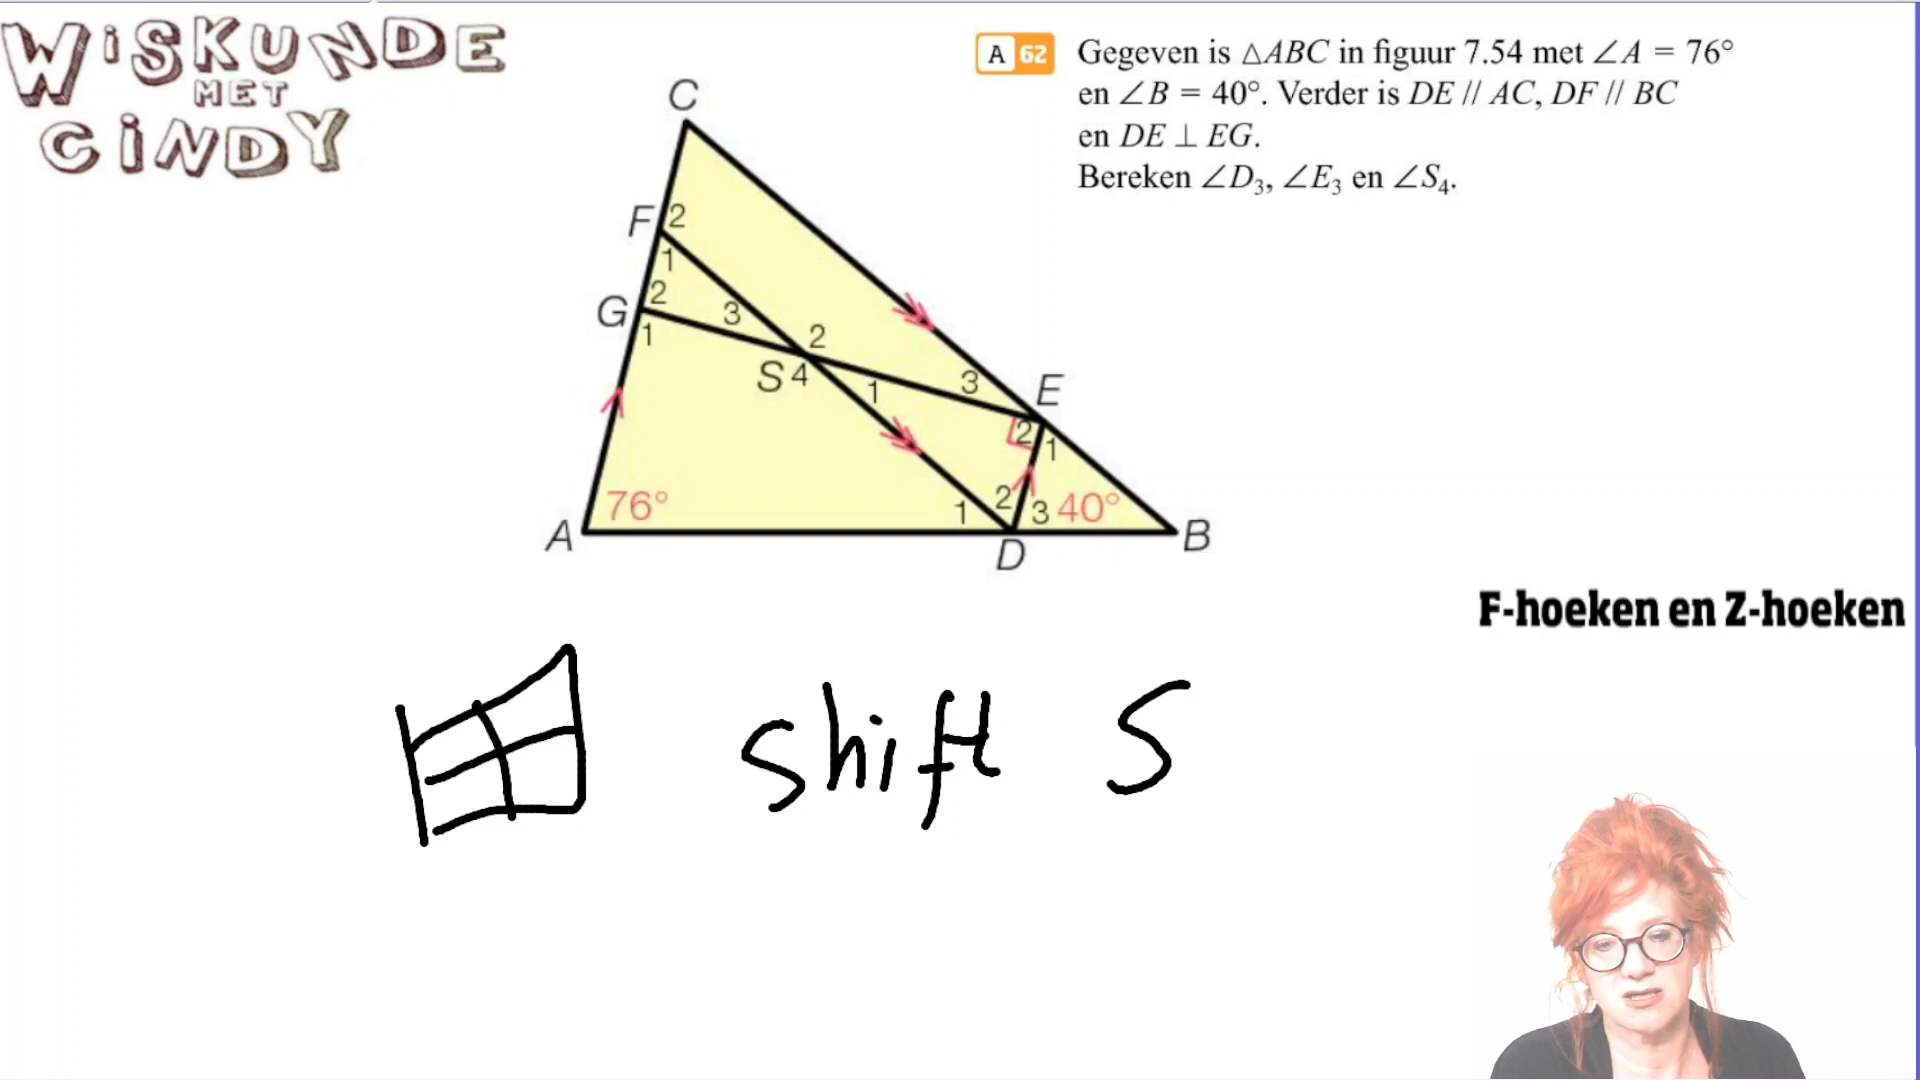 WiSKUNDE
MET
CiNDY
A 62 Gegeven is △ABC in figuur 7.54 met ∠A = 76°
en ∠B = 40°. Verder is DE // AC, DF // BC
en DE ⊥ EG.
Bereken ∠D₃, ∠E₃ en ∠S₄.
C
F 2
1
G 2
1
3
2
S 4
1
3
E
2
1
A 76°
1
2
3
40°
B
D
F-hoeken en Z-hoeken
shift S